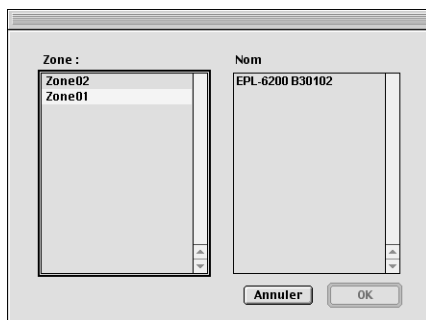 Zone :
Nom
Zone02
Zone01
EPL-6200 B30102
Annuler
OK